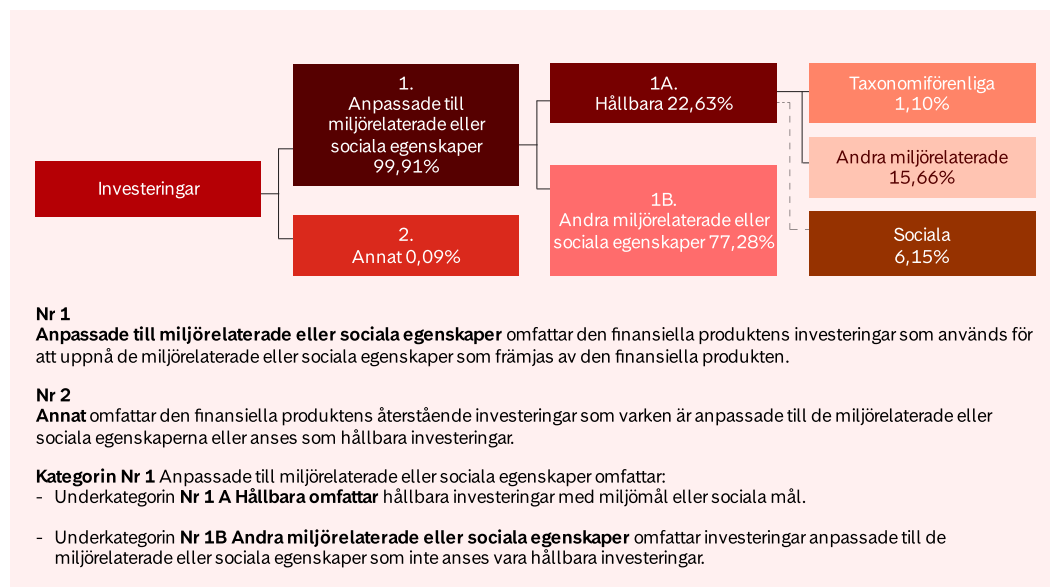 Investeringar
1.
Anpassade till
miljörelaterade eller
sociala egenskaper
99,91%
2.
Annat 0,09%
1A.
Hållbara 22,63%
1B.
Andra miljörelaterade eller
sociala egenskaper 77,28%
Taxonomiförenliga
1,10%
Andra miljörelaterade
15,66%
Sociala
6,15%
Nr 1
Anpassade till miljörelaterade eller sociala egenskaper omfattar den finansiella produktens investeringar som används för
att uppnå de miljörelaterade eller sociala egenskaper som främjas av den finansiella produkten.
Nr 2
Annat omfattar den finansiella produktens återstående investeringar som varken är anpassade till de miljörelaterade eller
sociala egenskaperna eller anses som hållbara investeringar.
Kategorin Nr 1 Anpassade till miljörelaterade eller sociala egenskaper omfattar:
- Underkategorin Nr 1 A Hållbara omfattar hållbara investeringar med miljömål eller sociala mål.
- Underkategorin Nr 1B Andra miljörelaterade eller sociala egenskaper omfattar investeringar anpassade till de
miljörelaterade eller sociala egenskaper som inte anses vara hållbara investeringar.